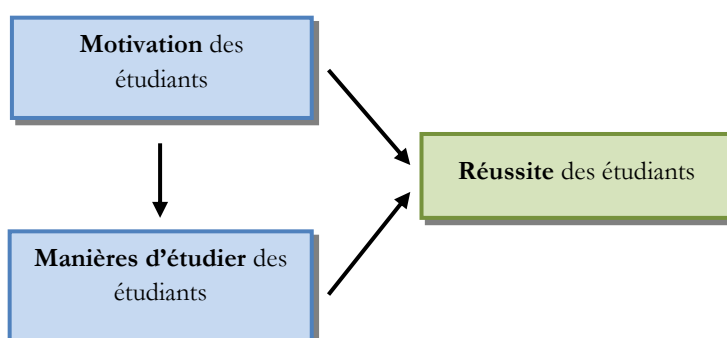 Motivation des
étudiants
Réussite des étudiants
Manières d'étudier des
étudiants